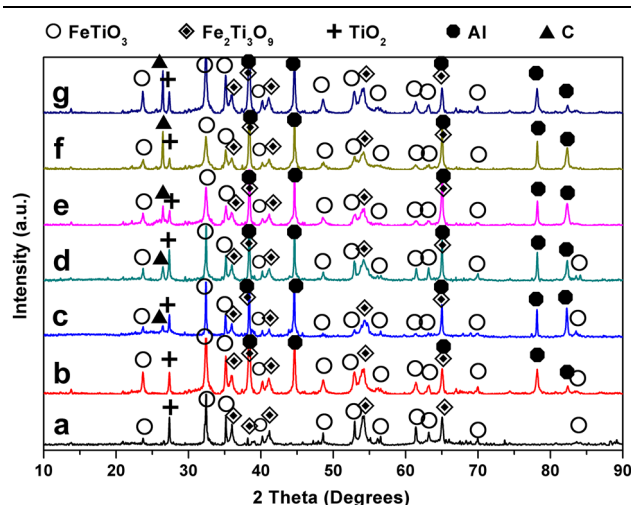 FeTiO₃ Fe₂Ti₃O₉ TiO₂ Al C
g
f
e
d
c
b
a
Intensity (a.u.)
10 20 30 40 50 60 70 80 90
2 Theta (Degrees)